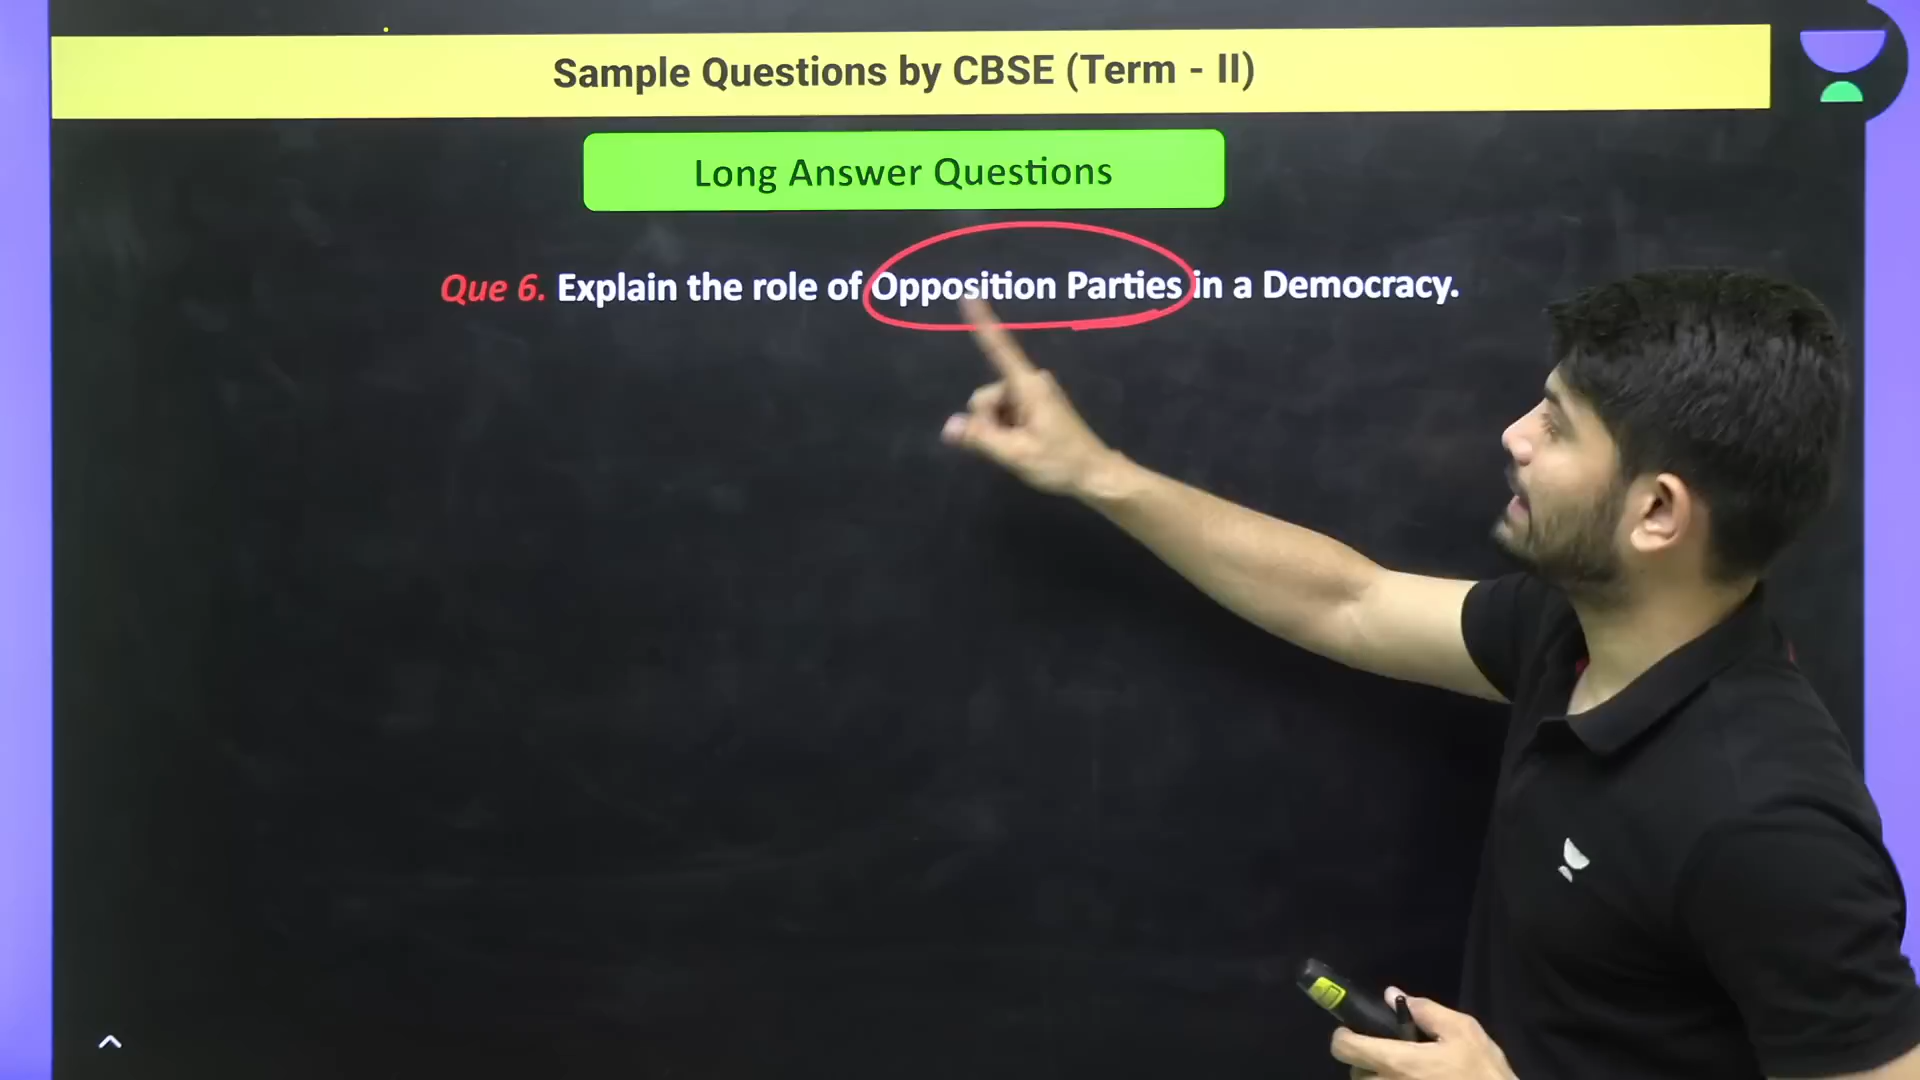 Sample Questions by CBSE (Term - II)
Long Answer Questions
Que 6. Explain the role of Opposition Parties in a Democracy.